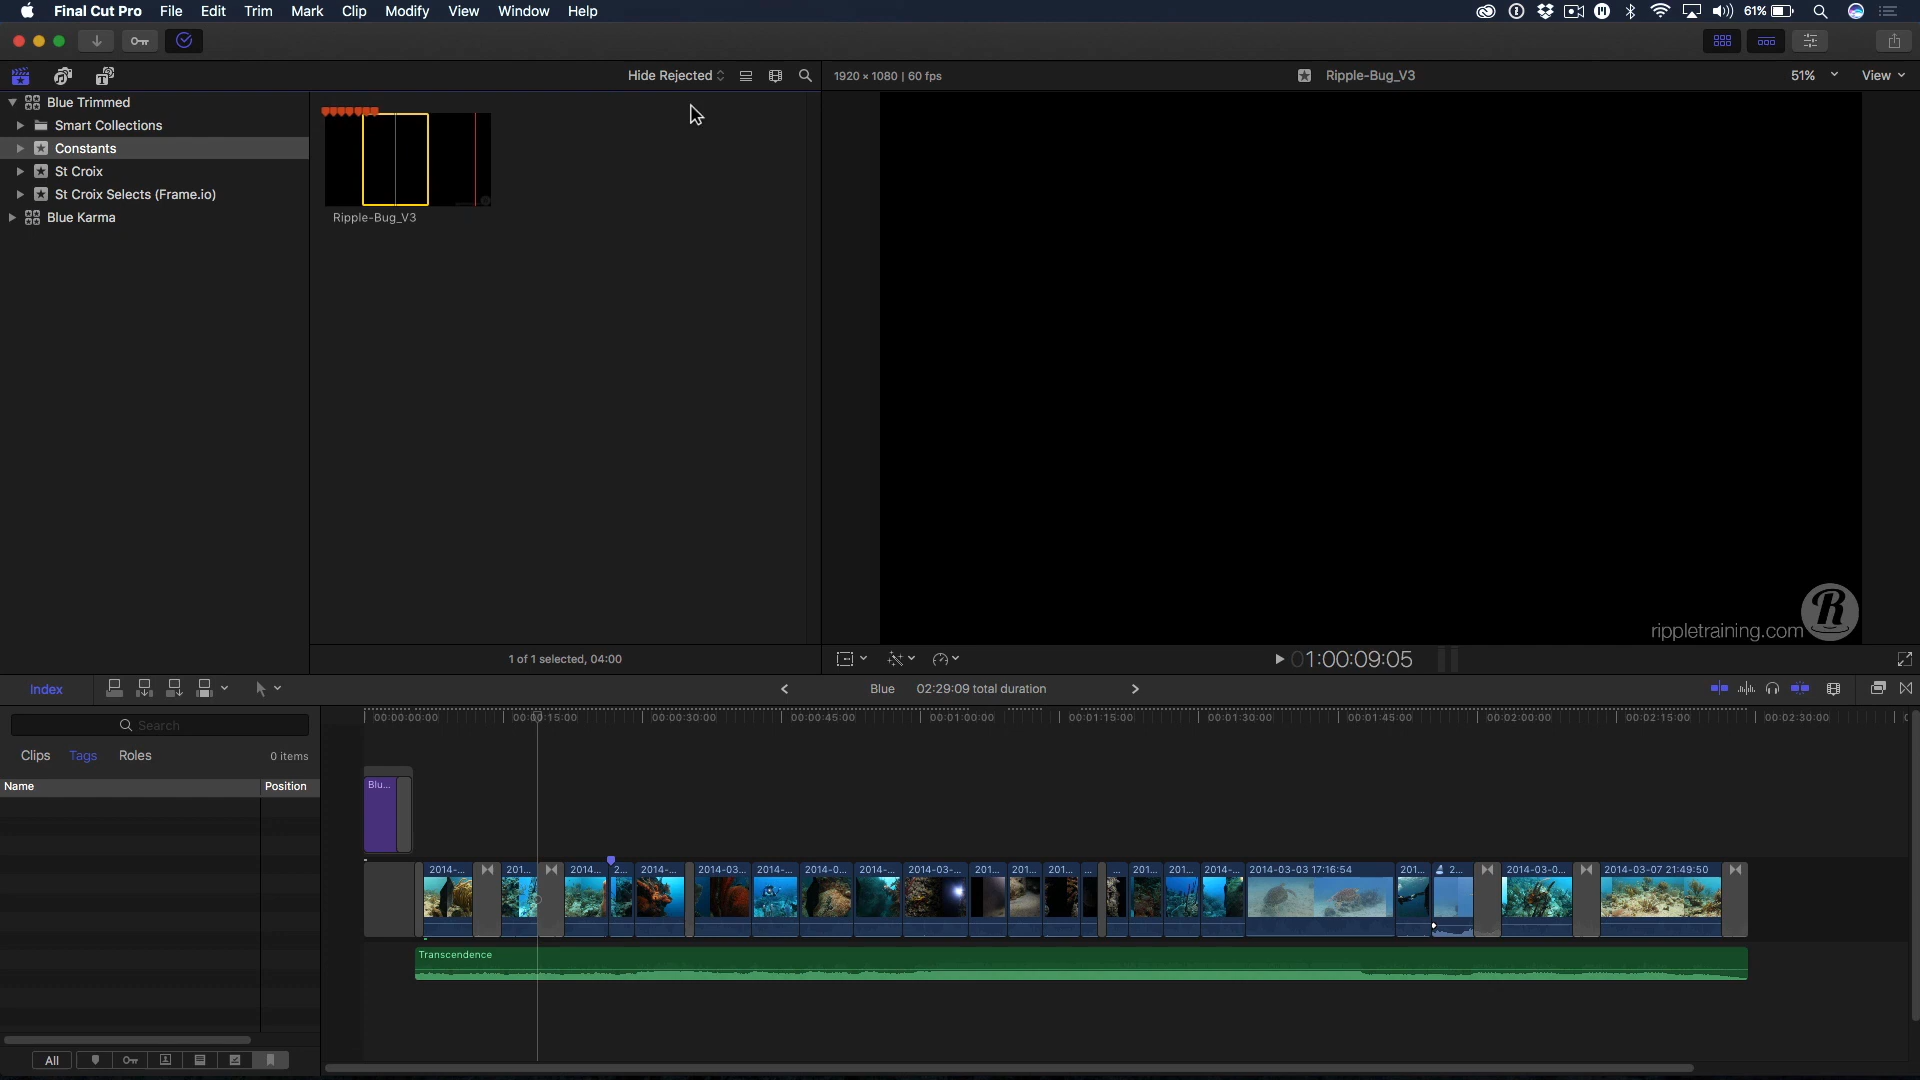 Final Cut Pro File Edit Trim Mark Clip Modify View Window Help 61%
Hide Rejected 1920 × 1080 | 60 fps Ripple-Bug_V3 51% View
Blue Trimmed
Smart Collections
Constants
St Croix
St Croix Selects (Frame.io)
Blue Karma
Ripple-Bug_V3
rippletraining.com
R
1 of 1 selected, 04:00
01:00:09:05
Index Blue 02:29:09 total duration
Search
00:00:00:00 00:00:15:00 00:00:30:00 00:00:45:00 00:01:00:00 00:01:15:00 00:01:30:00 00:01:45:00 00:02:00:00 00:02:15:00 00:02:30:00
Clips Tags Roles 0 items
Name Position
Blu...
2014-... 201... 2014... 2... 2014-... 2014-03... 2014-... 2014-0... 2014-... 2014-03-... 201... 201... 201... ... ... 201... 201... 2014-... 2014-03-03 17:16:54 201... 2... 2014-03-0... 2014-03-07 21:49:50
Transcendence
All